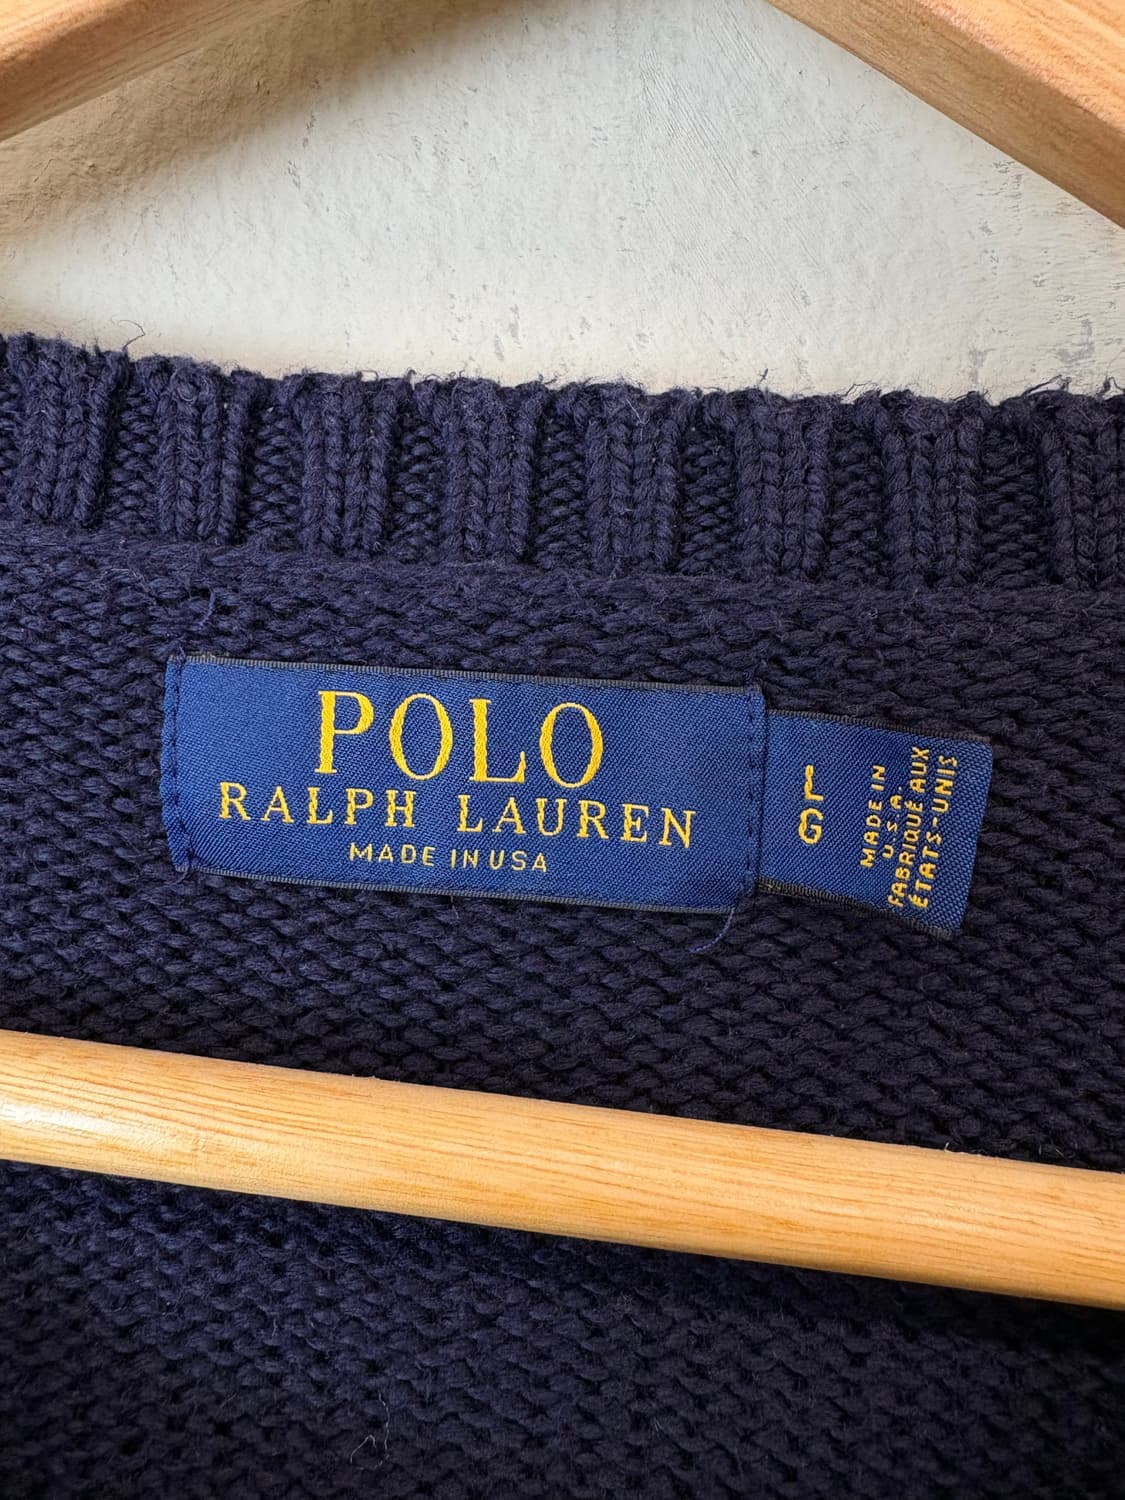 POLO
RALPH LAUREN
MADE IN USA
L
G
MADE IN
U.S.A.
FABRIQUÉ AUX
ÉTATS-UNIS